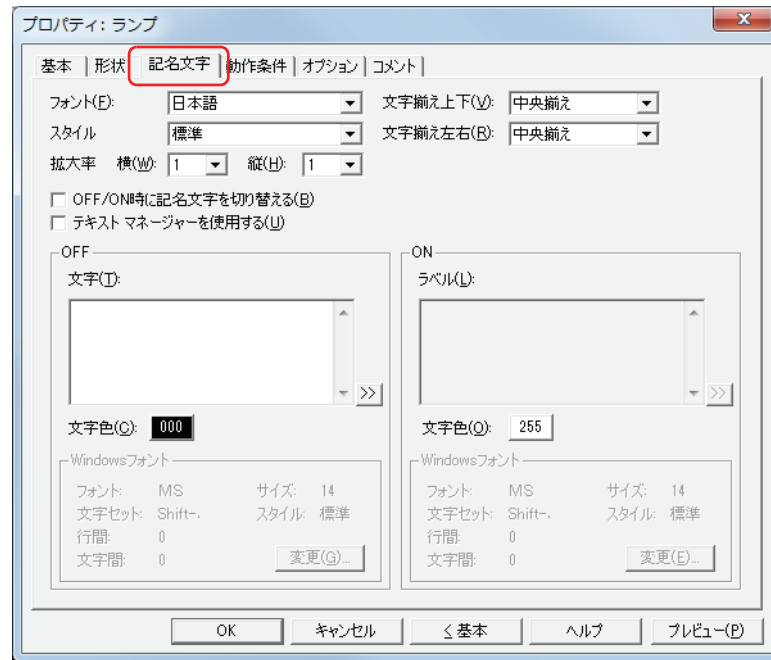 プロパティ: ランプ
基本 形状 記名文字 動作条件 オプション コメント
フォント(F): 日本語 文字揃え上下(V): 中央揃え
スタイル 標準 文字揃え左右(R): 中央揃え
拡大率 横(W): 1 縦(H): 1
OFF/ON時に記名文字を切り替える(B)
テキスト マネージャーを使用する(U)
OFF
文字(T):
>>
文字色(C): 000
Windowsフォント
フォント: MS サイズ: 14
文字セット: Shift-. スタイル: 標準
行間: 0
文字間: 0 変更(G)...
ON
ラベル(L):
>>
文字色(O): 255
Windowsフォント
フォント: MS サイズ: 14
文字セット: Shift-. スタイル: 標準
行間: 0
文字間: 0 変更(E)...
OK キャンセル < 基本 ヘルプ プレビュー(P)